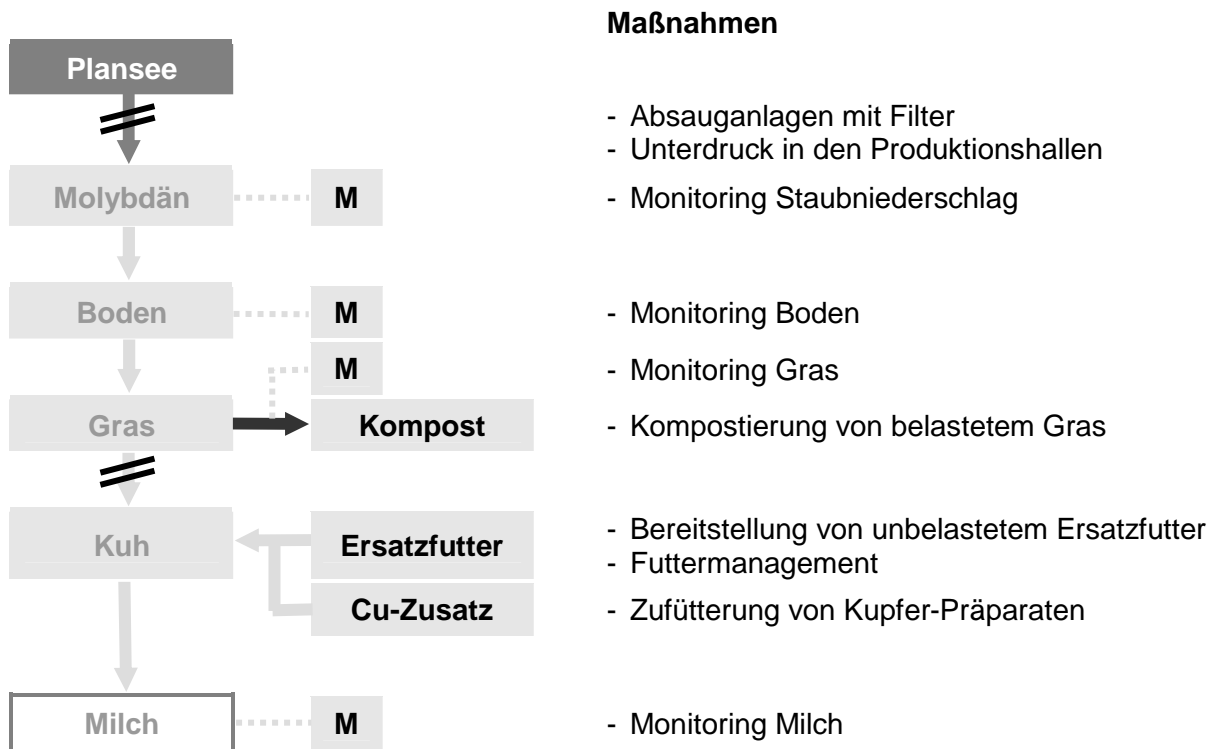 Maßnahmen
Plansee
- Absauganlagen mit Filter
- Unterdruck in den Produktionshallen
Molybdän M - Monitoring Staubniederschlag
Boden M - Monitoring Boden
M - Monitoring Gras
Gras Kompost - Kompostierung von belastetem Gras
Kuh Ersatzfutter - Bereitstellung von unbelastetem Ersatzfutter
- Futtermanagement
Cu-Zusatz - Zufütterung von Kupfer-Präparaten
Milch M - Monitoring Milch